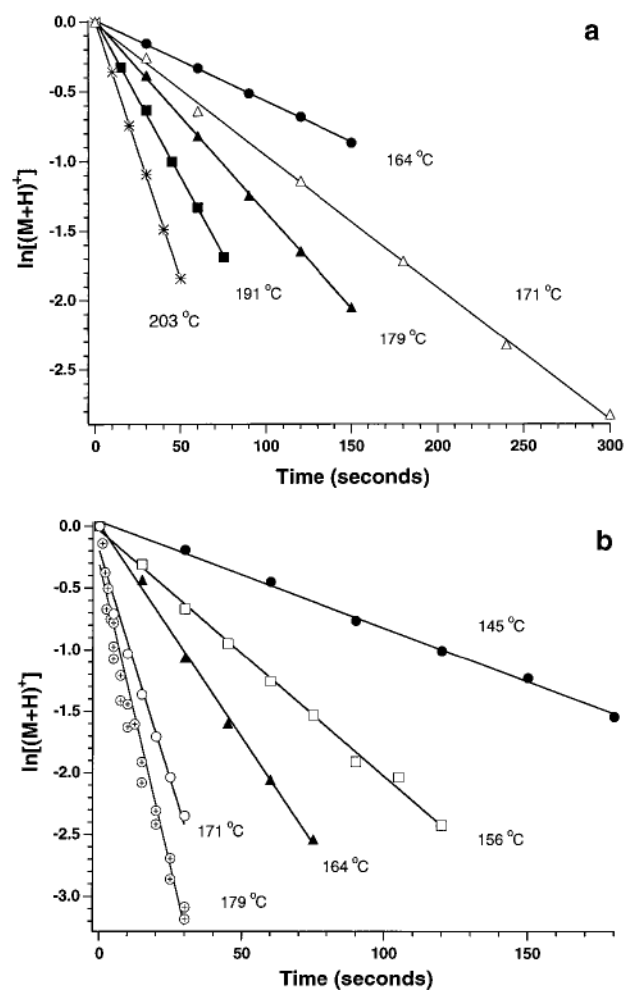 a
0.0
-0.5
-1.0
-1.5
-2.0
-2.5
ln[(M+H)⁺]
164 °C
171 °C
191 °C
179 °C
203 °C
0 50 100 150 200 250 300
Time (seconds)
b
0.0
-0.5
-1.0
-1.5
-2.0
-2.5
-3.0
ln[(M+H)⁺]
145 °C
171 °C
164 °C
156 °C
179 °C
0 50 100 150
Time (seconds)